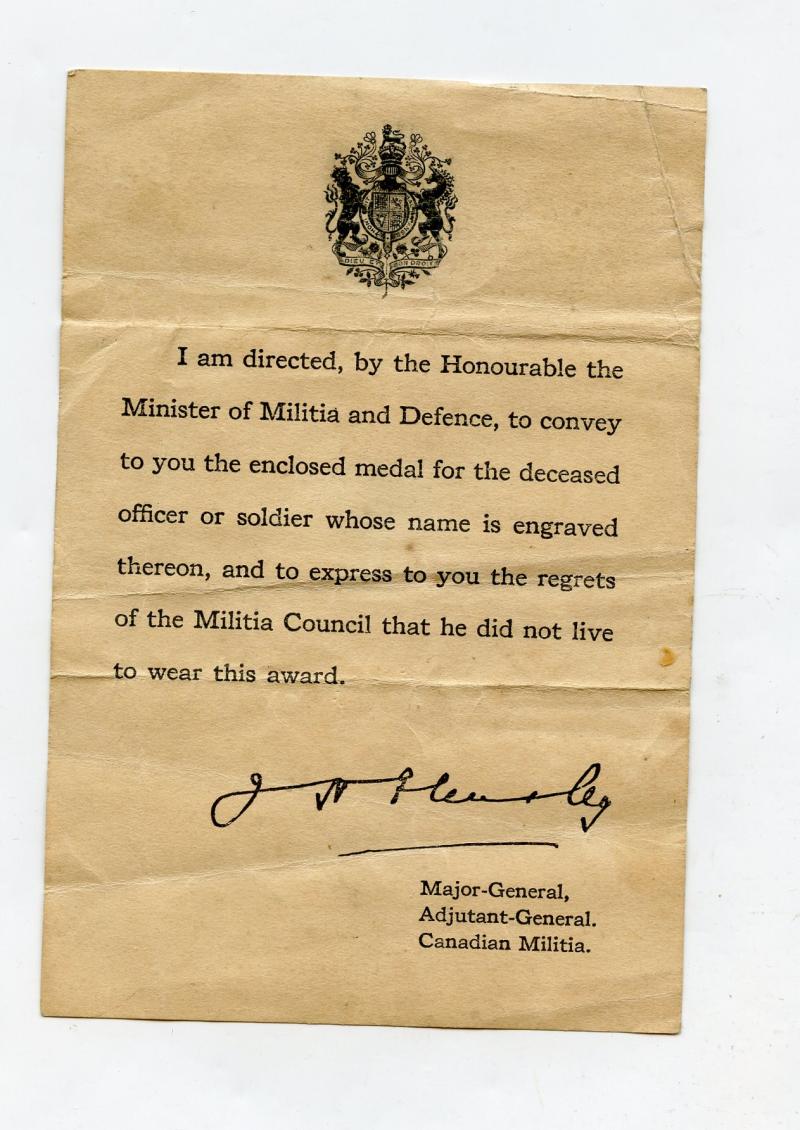 DIEU ET MON DROIT
I am directed, by the Honourable the
Minister of Militia and Defence, to convey
to you the enclosed medal for the deceased
officer or soldier whose name is engraved
thereon, and to express to you the regrets
of the Militia Council that he did not live
to wear this award.
Major-General,
Adjutant-General.
Canadian Militia.